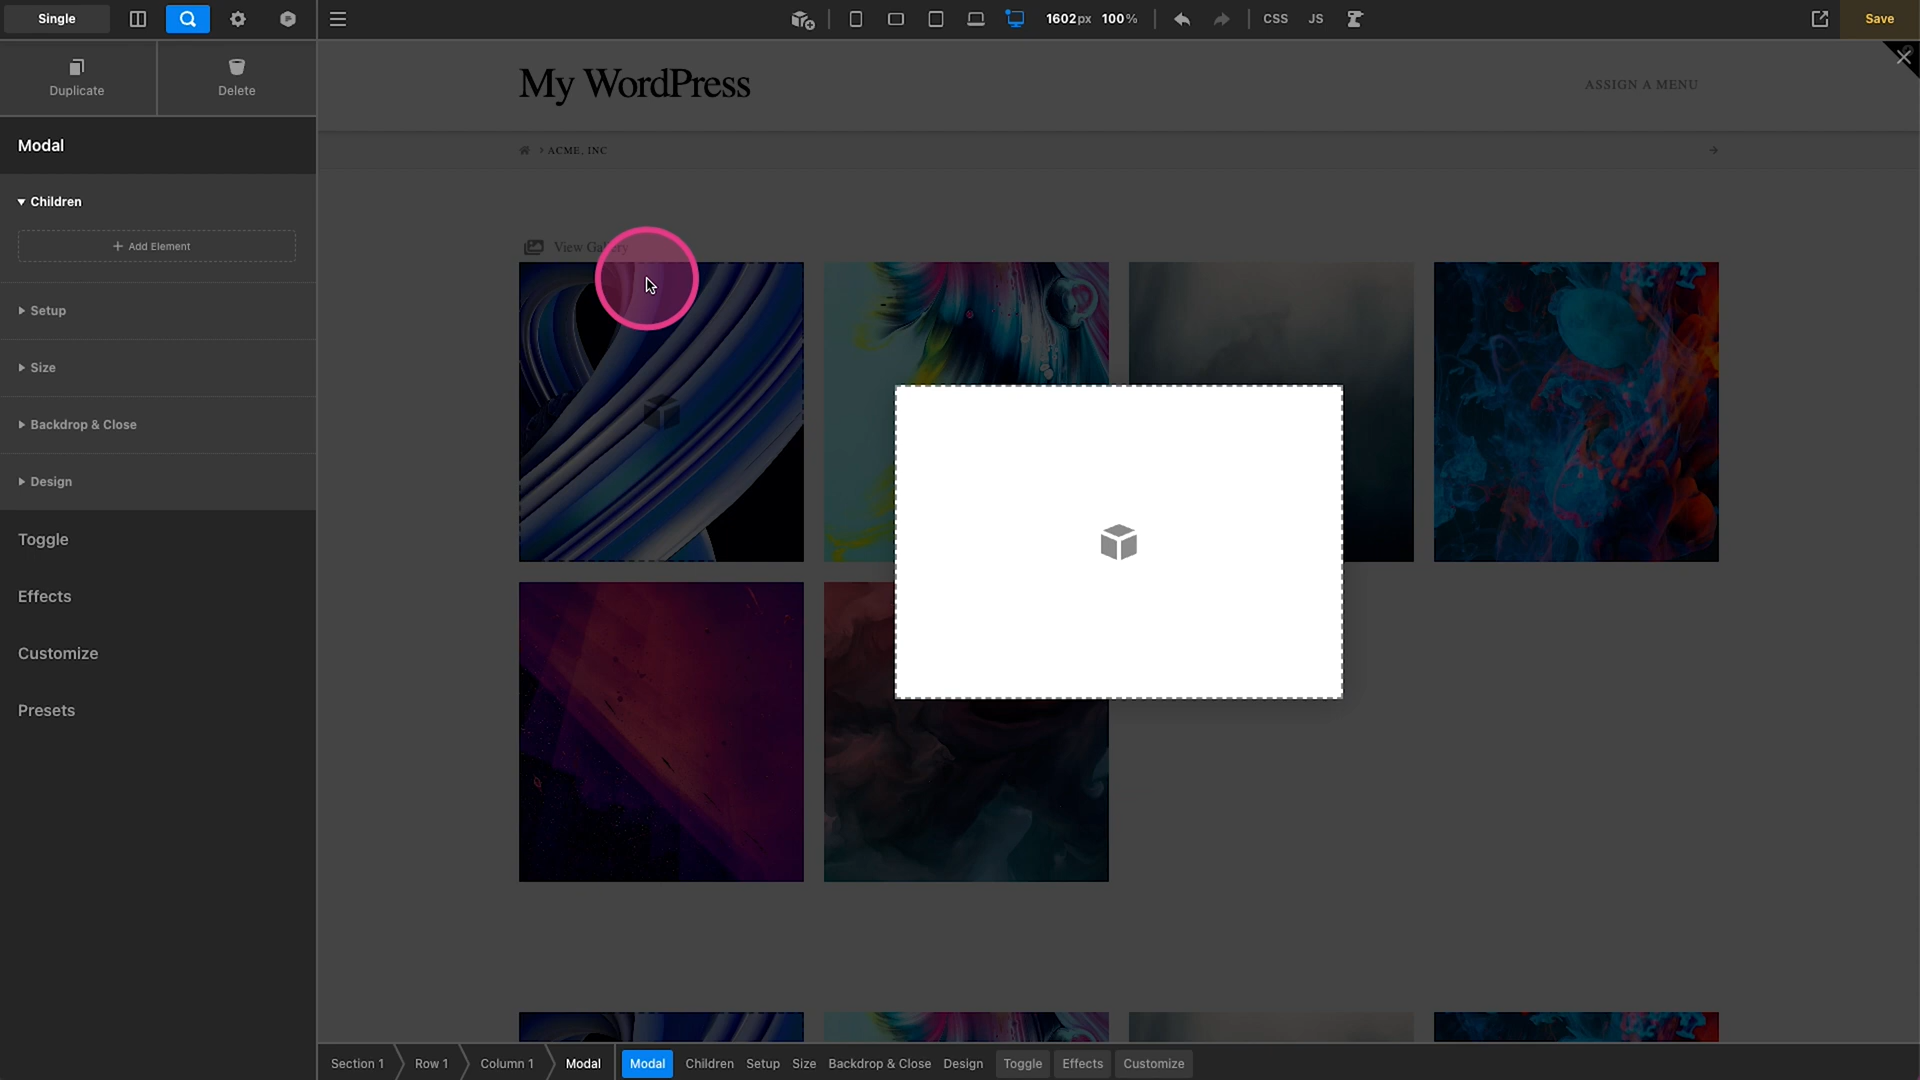 Single
1602px 100%
CSS JS
Save
Duplicate
Delete
My WordPress
ASSIGN A MENU
Modal
ACME, INC
Children
+ Add Element
View Gallery
Setup
Size
Backdrop & Close
Design
Toggle
Effects
Customize
Presets
Section 1 Row 1 Column 1 Modal Modal Children Setup Size Backdrop & Close Design Toggle Effects Customize